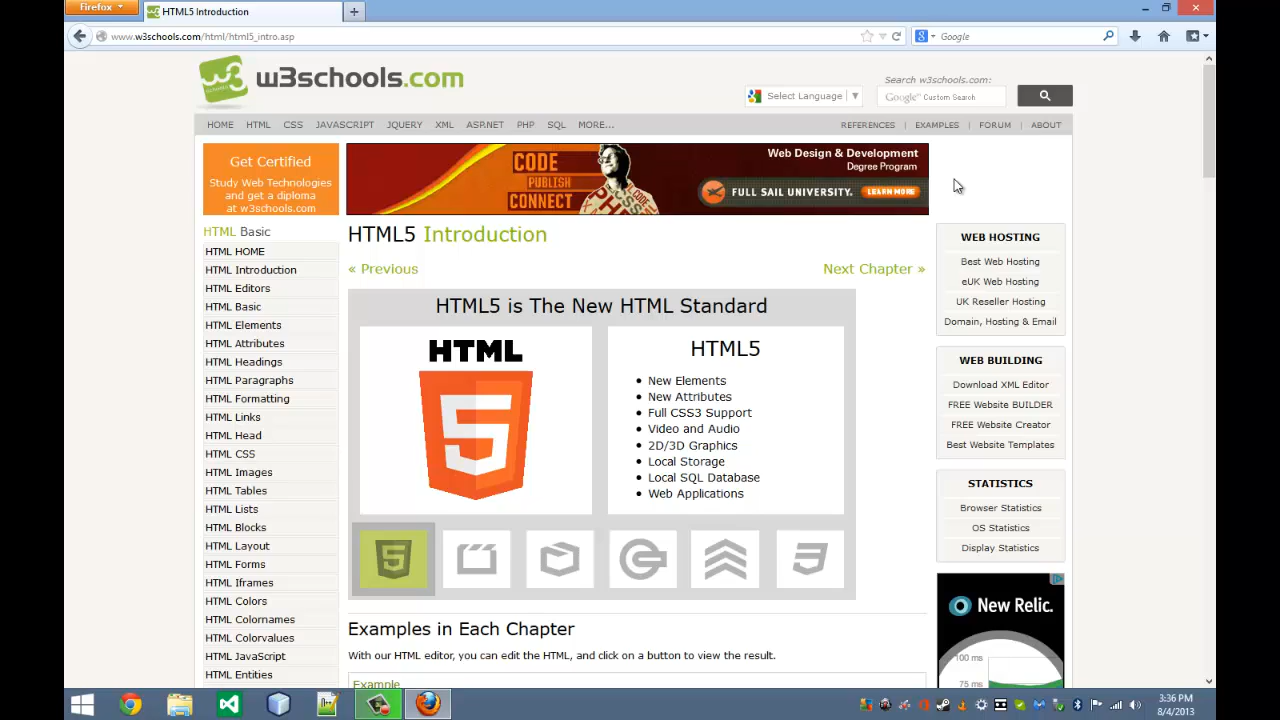 Firefox
HTML5 Introduction
www.w3schools.com/html/html5_intro.asp
Google
w3schools.com
Search w3schools.com:
Select Language
Google™ Custom Search
HOME HTML CSS JAVASCRIPT JQUERY XML ASP.NET PHP SQL MORE...
REFERENCES EXAMPLES FORUM ABOUT
Get Certified
Study Web Technologies
and get a diploma
at w3schools.com
CODE
PUBLISH
CONNECT
Web Design & Development
Degree Program
FULL SAIL UNIVERSITY.
LEARN MORE
HTML Basic
HTML HOME
HTML Introduction
HTML Editors
HTML Basic
HTML Elements
HTML Attributes
HTML Headings
HTML Paragraphs
HTML Formatting
HTML Links
HTML Head
HTML CSS
HTML Images
HTML Tables
HTML Lists
HTML Blocks
HTML Layout
HTML Forms
HTML Iframes
HTML Colors
HTML Colornames
HTML Colorvalues
HTML JavaScript
HTML Entities
HTML5 Introduction
« Previous
Next Chapter »
HTML5 is The New HTML Standard
HTML
5
HTML5
• New Elements
• New Attributes
• Full CSS3 Support
• Video and Audio
• 2D/3D Graphics
• Local Storage
• Local SQL Database
• Web Applications
Examples in Each Chapter
With our HTML editor, you can edit the HTML, and click on a button to view the result.
Example
WEB HOSTING
Best Web Hosting
eUK Web Hosting
UK Reseller Hosting
Domain, Hosting & Email
WEB BUILDING
Download XML Editor
FREE Website BUILDER
FREE Website Creator
Best Website Templates
STATISTICS
Browser Statistics
OS Statistics
Display Statistics
New Relic.
100 ms
75 ms
3:36 PM
8/4/2013